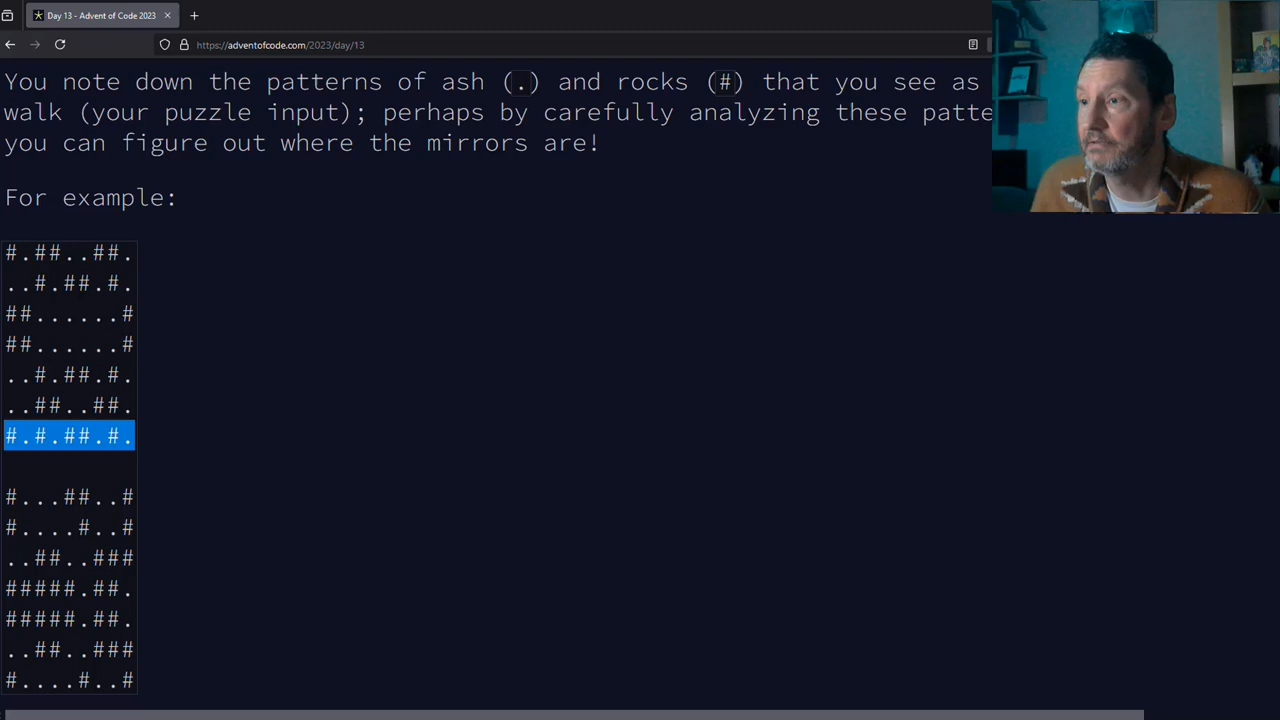 Day 13 - Advent of Code 2023
https://adventofcode.com/2023/day/13
You note down the patterns of ash (.) and rocks (#) that you see as
walk (your puzzle input); perhaps by carefully analyzing these patte
you can figure out where the mirrors are!
For example:
#.##..##.
..#.##.#.
##......#
##......#
..#.##.#.
..##..##.
#.#.##.#.
#...##..#
#....#..#
..##..###
#####.##.
#####.##.
..##..###
#....#..#